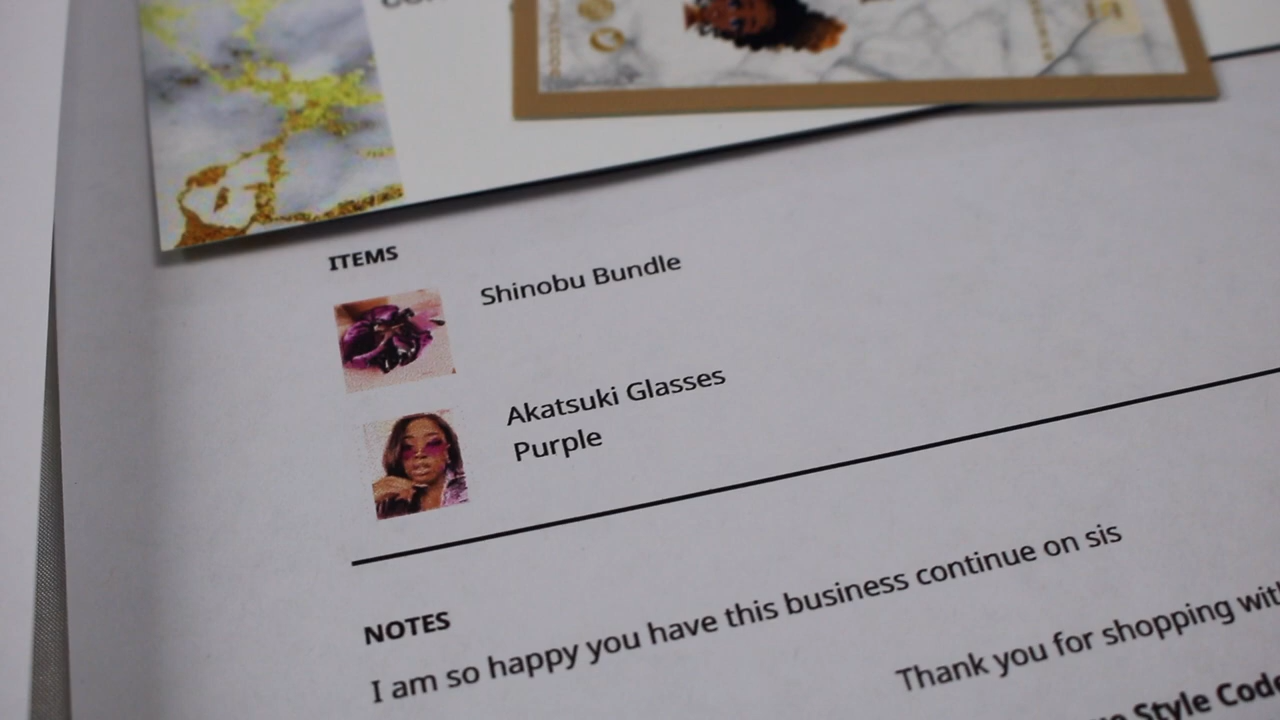 ITEMS
Shinobu Bundle
Akatsuki Glasses
Purple
NOTES
I am so happy you have this business continue on sis
Thank you for shopping with
Style Code